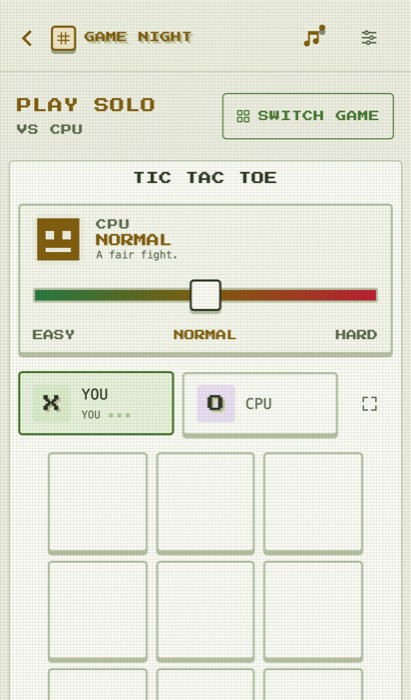 GAME NIGHT
PLAY SOLO
VS CPU
SWITCH GAME
TIC TAC TOE
CPU
NORMAL
A fair fight.
EASY NORMAL HARD
X YOU
YOU
O CPU